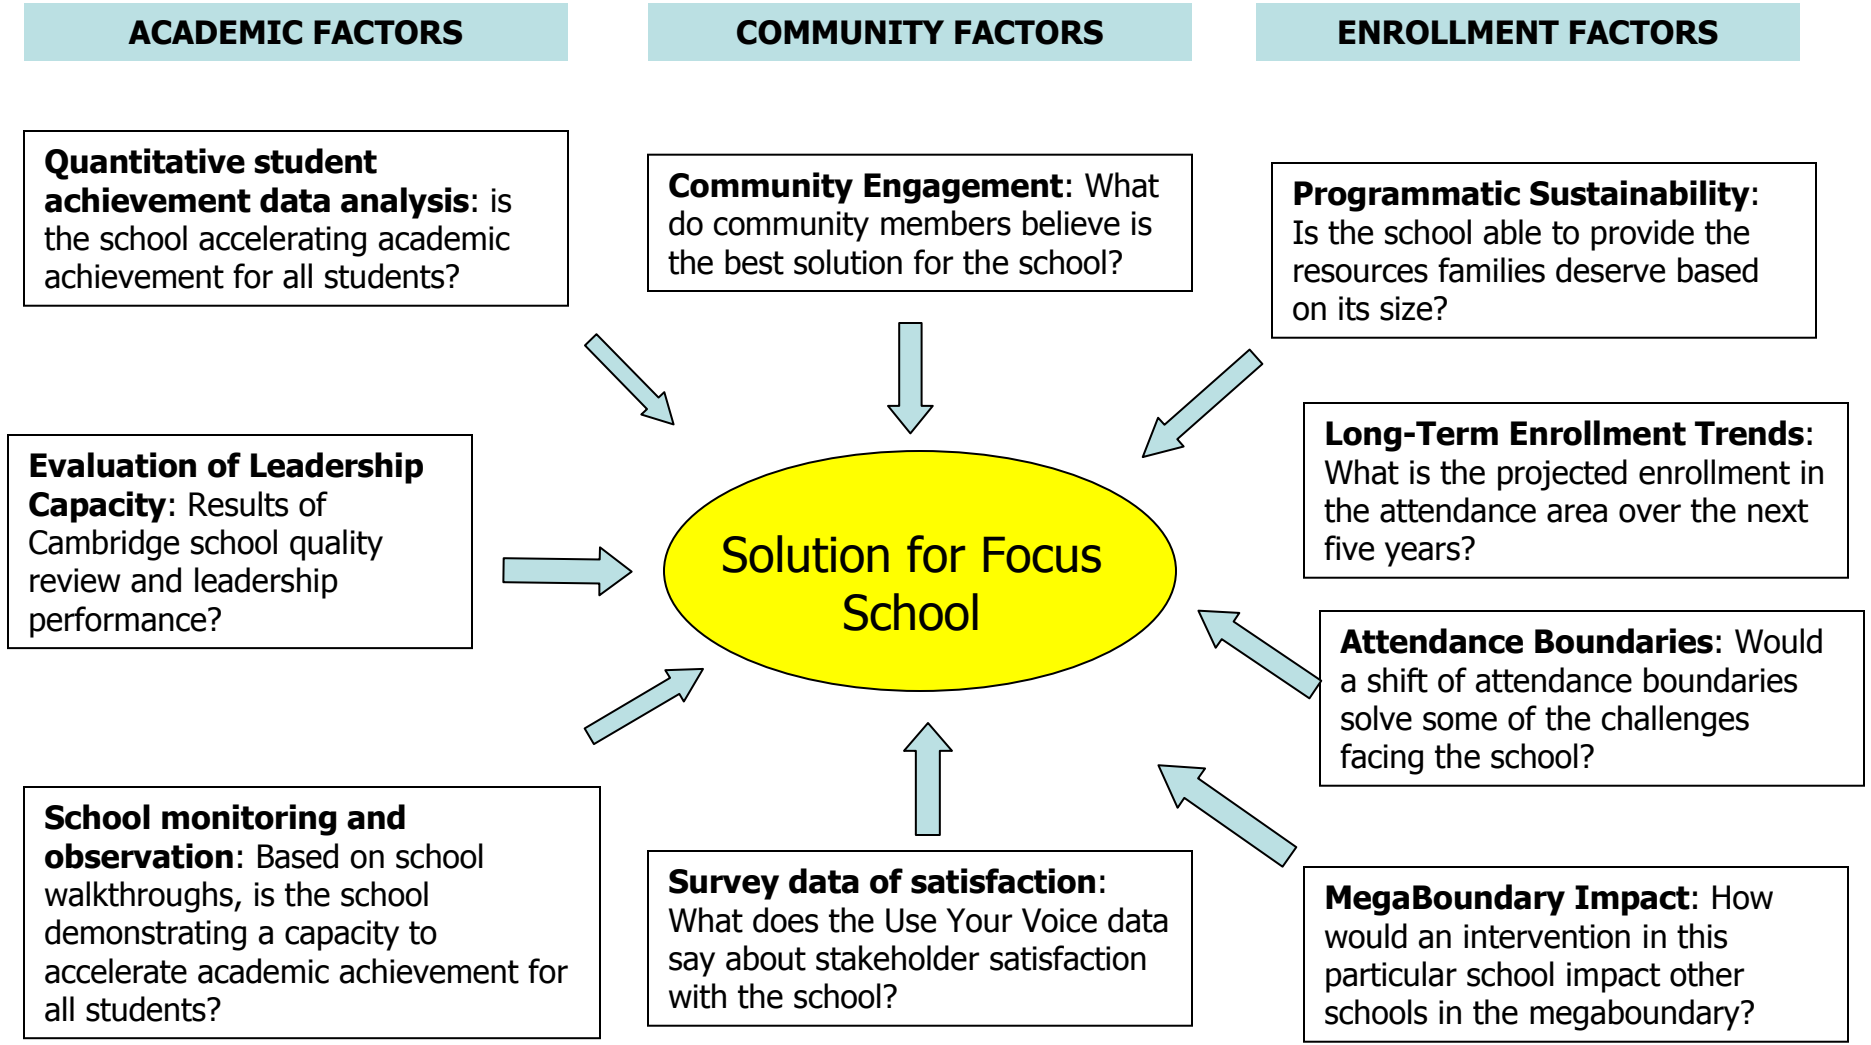 ACADEMIC FACTORS
COMMUNITY FACTORS
ENROLLMENT FACTORS
Quantitative student
achievement data analysis: is
the school accelerating academic
achievement for all students?
Evaluation of Leadership
Capacity: Results of
Cambridge school quality
review and leadership
performance?
School monitoring and
observation: Based on school
walkthroughs, is the school
demonstrating a capacity to
accelerate academic achievement for
all students?
Community Engagement: What
do community members believe is
the best solution for the school?
Solution for Focus
School
Survey data of satisfaction:
What does the Use Your Voice data
say about stakeholder satisfaction
with the school?
Programmatic Sustainability:
Is the school able to provide the
resources families deserve based
on its size?
Long-Term Enrollment Trends:
What is the projected enrollment in
the attendance area over the next
five years?
Attendance Boundaries: Would
a shift of attendance boundaries
solve some of the challenges
facing the school?
MegaBoundary Impact: How
would an intervention in this
particular school impact other
schools in the megaboundary?